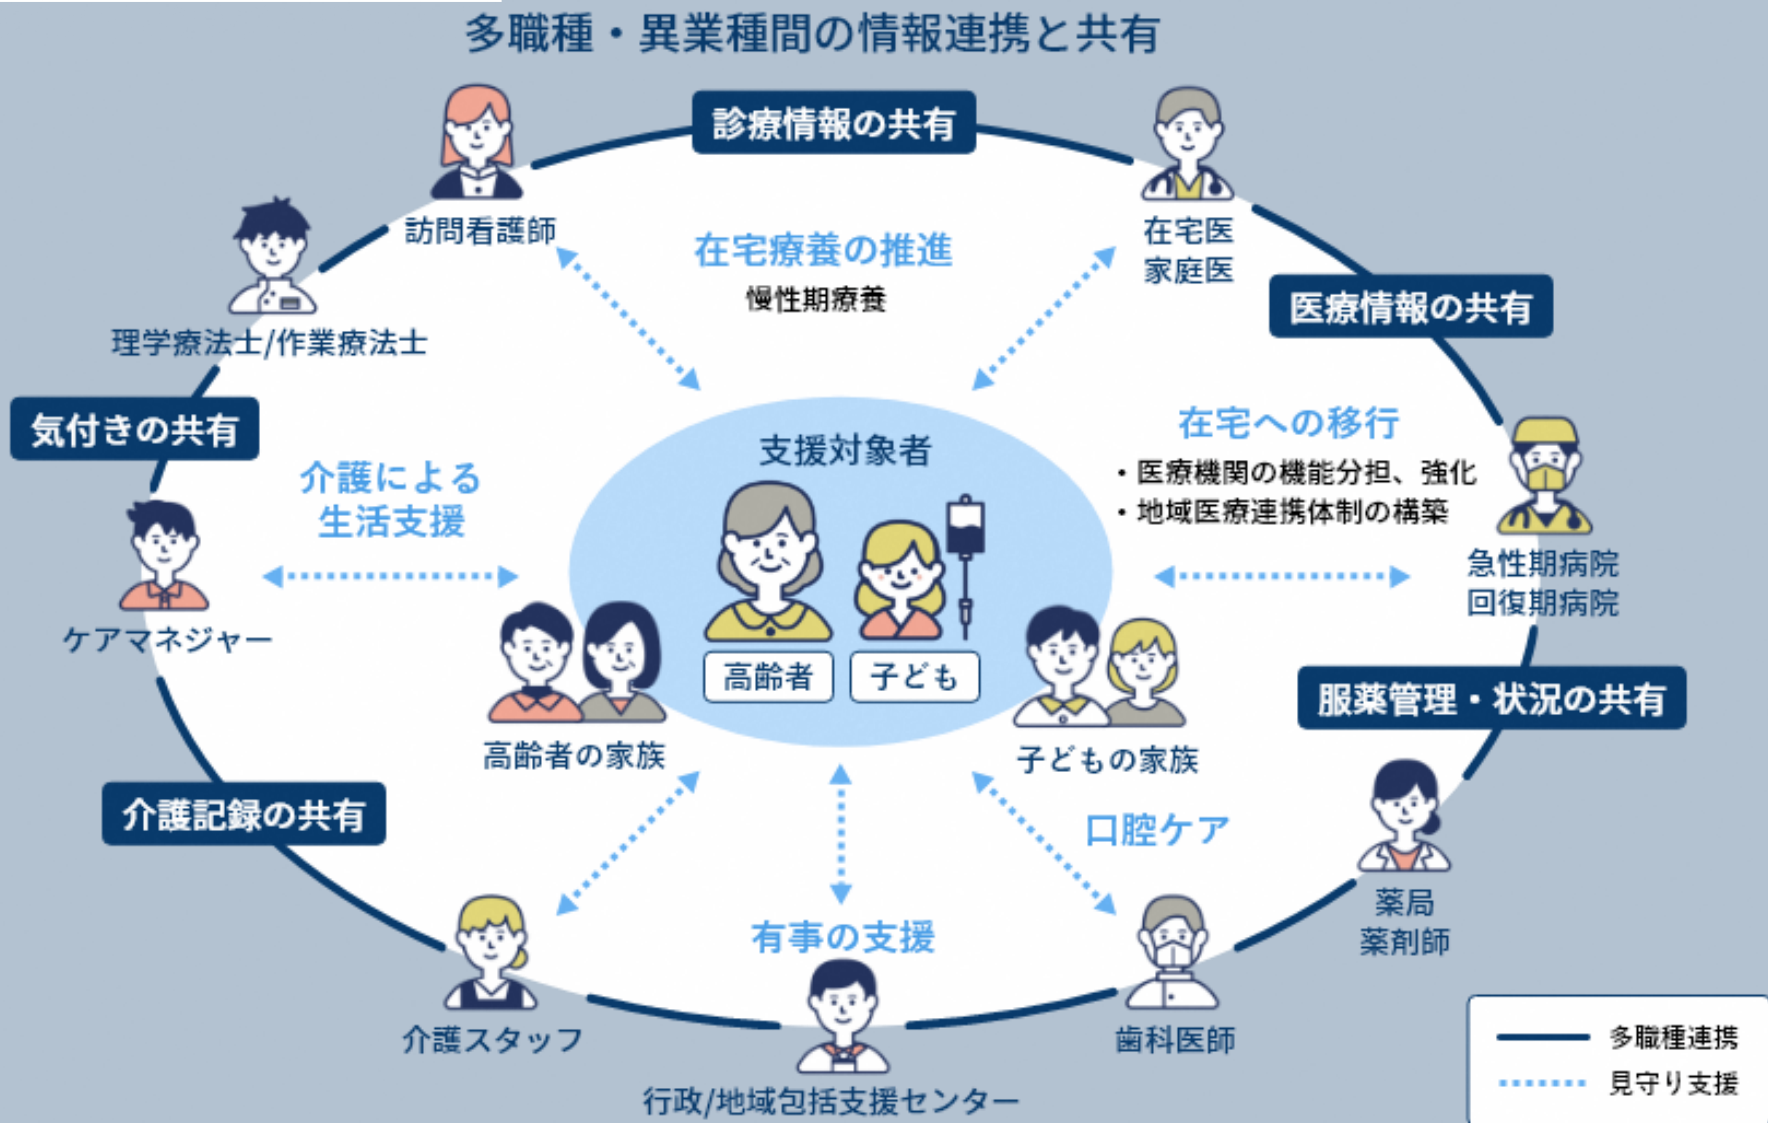 多職種・異業種間の情報連携と共有
診療情報の共有
訪問看護師
在宅医
家庭医
在宅療養の推進
慢性期療養
理学療法士/作業療法士
医療情報の共有
気付きの共有
介護による
生活支援
支援対象者
在宅への移行
・医療機関の機能分担、強化
・地域医療連携体制の構築
急性期病院
回復期病院
ケアマネジャー
高齢者
子ども
服薬管理・状況の共有
高齢者の家族
子どもの家族
介護記録の共有
口腔ケア
薬局
薬剤師
有事の支援
介護スタッフ
歯科医師
行政/地域包括支援センター
多職種連携
見守り支援